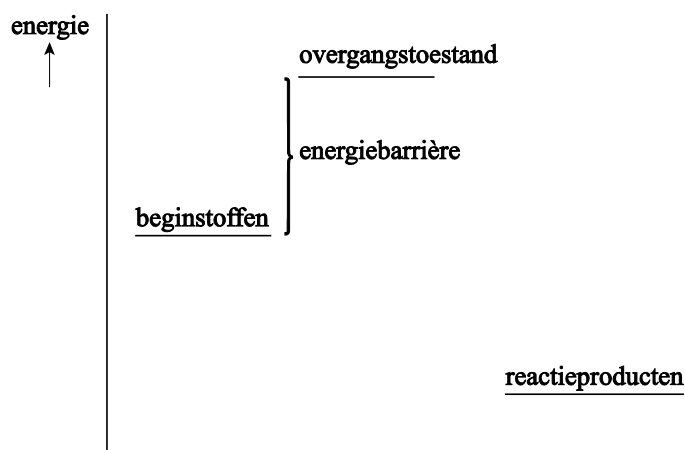 energie
overgangstoestand
energiebarrière
beginstoffen
reactieproducten